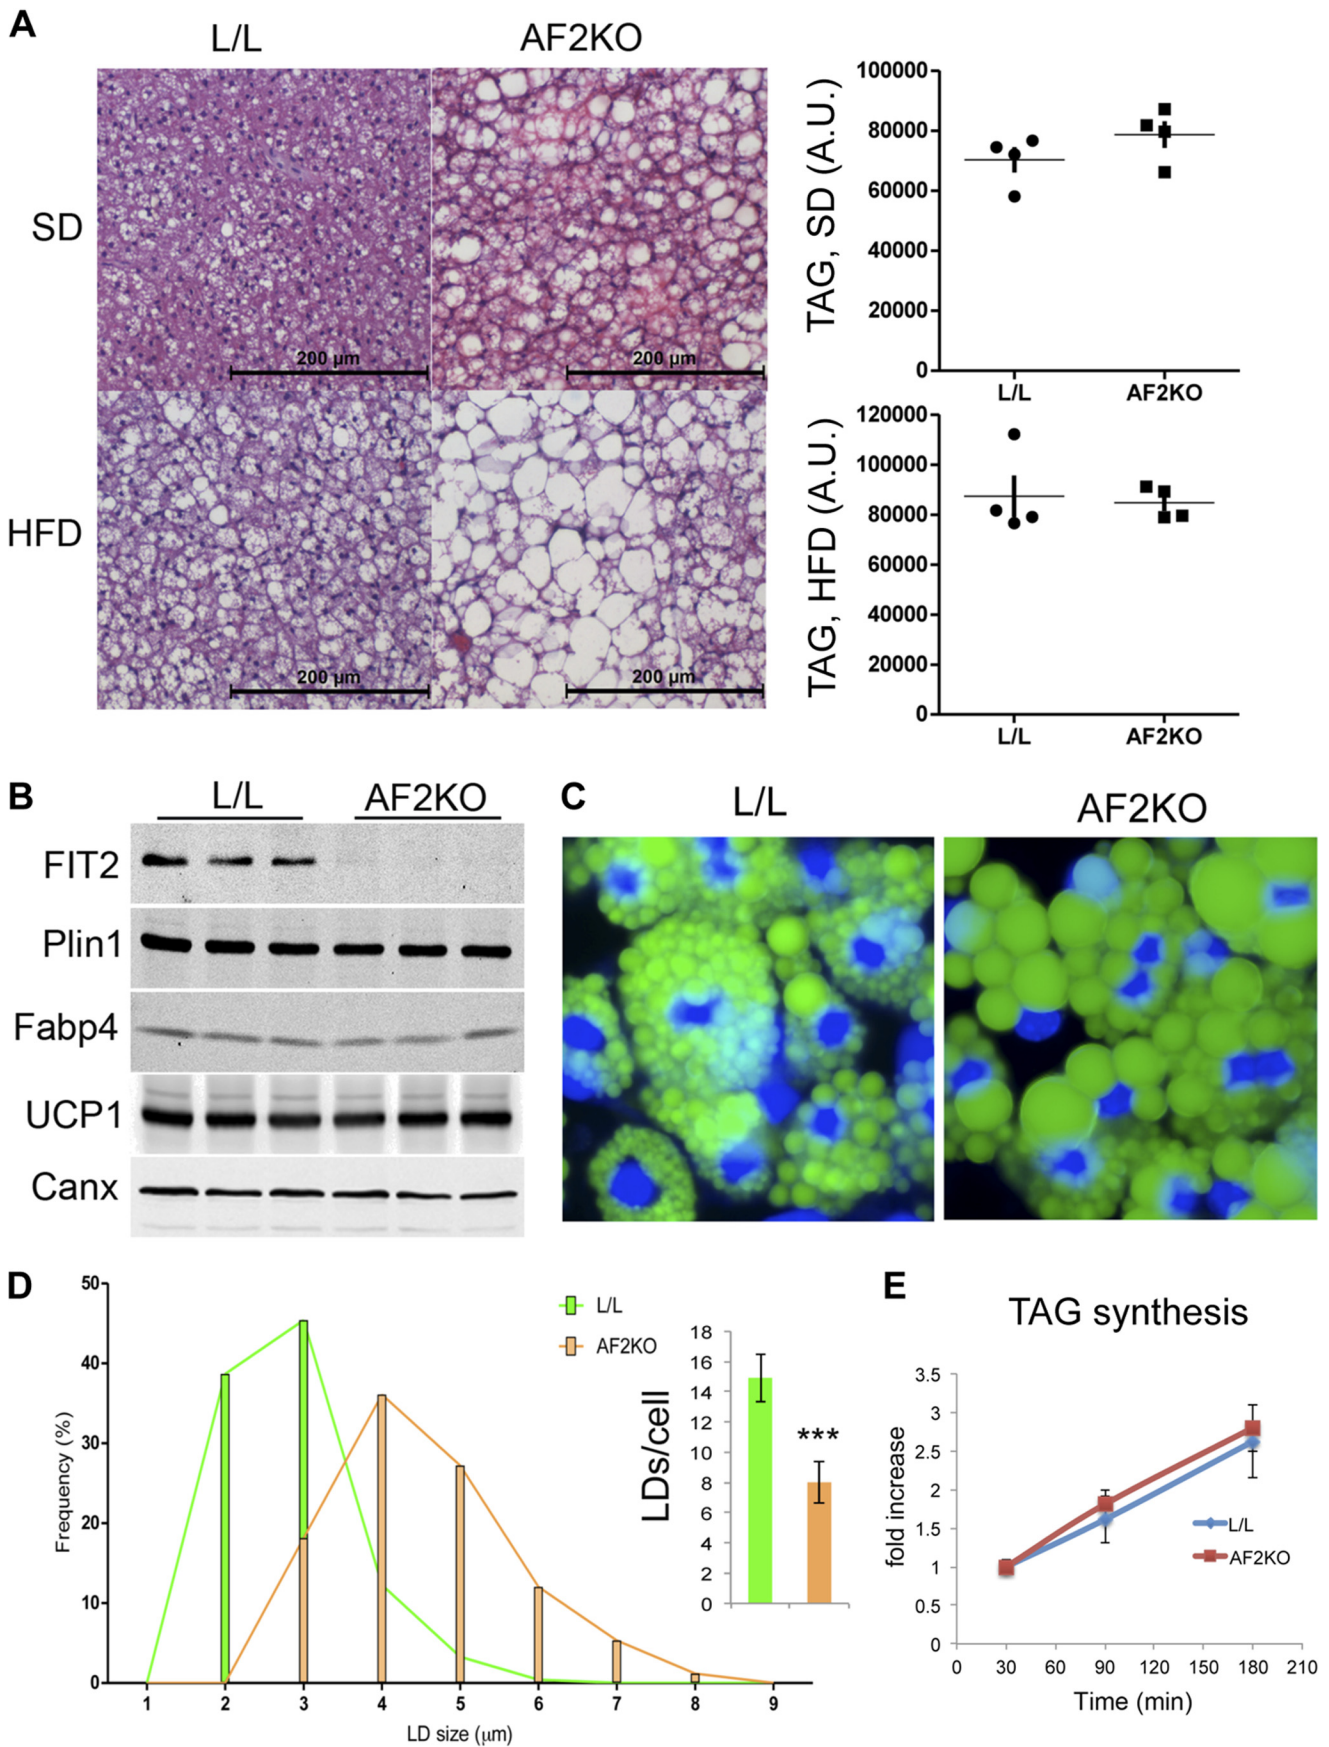 A
L/L
AF2KO
SD
200 µm
200 µm
HFD
200 µm
200 µm
TAG, SD (A.U.)
100000
80000
60000
40000
20000
0
L/L
AF2KO
TAG, HFD (A.U.)
120000
100000
80000
60000
40000
20000
0
L/L
AF2KO
B
L/L
AF2KO
FIT2
Plin1
Fabp4
UCP1
Canx
C
L/L
AF2KO
D
Frequency (%)
50
40
30
20
10
0
1 2 3 4 5 6 7 8 9
LD size (µm)
L/L
AF2KO
LDs/cell
18
16
14
12
10
8
6
4
2
0
***
E
TAG synthesis
fold increase
3.5
3
2.5
2
1.5
1
0.5
0
L/L
AF2KO
0 30 60 90 120 150 180 210
Time (min)